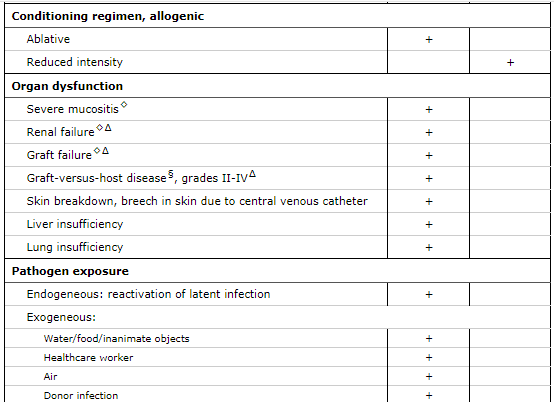 Conditioning regimen, allogenic
Ablative +
Reduced intensity +
Organ dysfunction
Severe mucositis◇ +
Renal failure◇Δ +
Graft failure◇Δ +
Graft-versus-host disease§, grades II-IVΔ +
Skin breakdown, breech in skin due to central venous catheter +
Liver insufficiency +
Lung insufficiency +
Pathogen exposure
Endogeneous: reactivation of latent infection +
Exogeneous:
Water/food/inanimate objects +
Healthcare worker +
Air +
Donor infection +